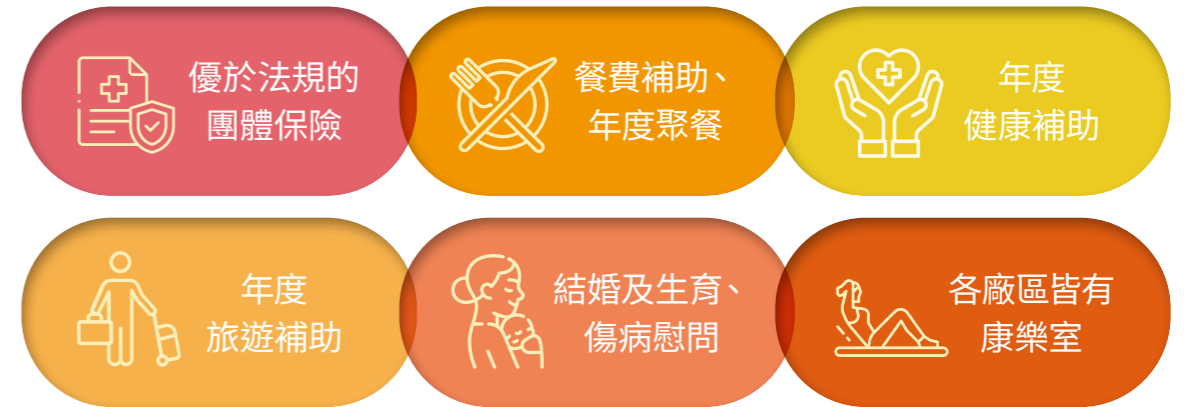 優於法規的
團體保險
餐費補助、
年度聚餐
年度
健康補助
年度
旅遊補助
結婚及生育、
傷病慰問
各廠區皆有
康樂室